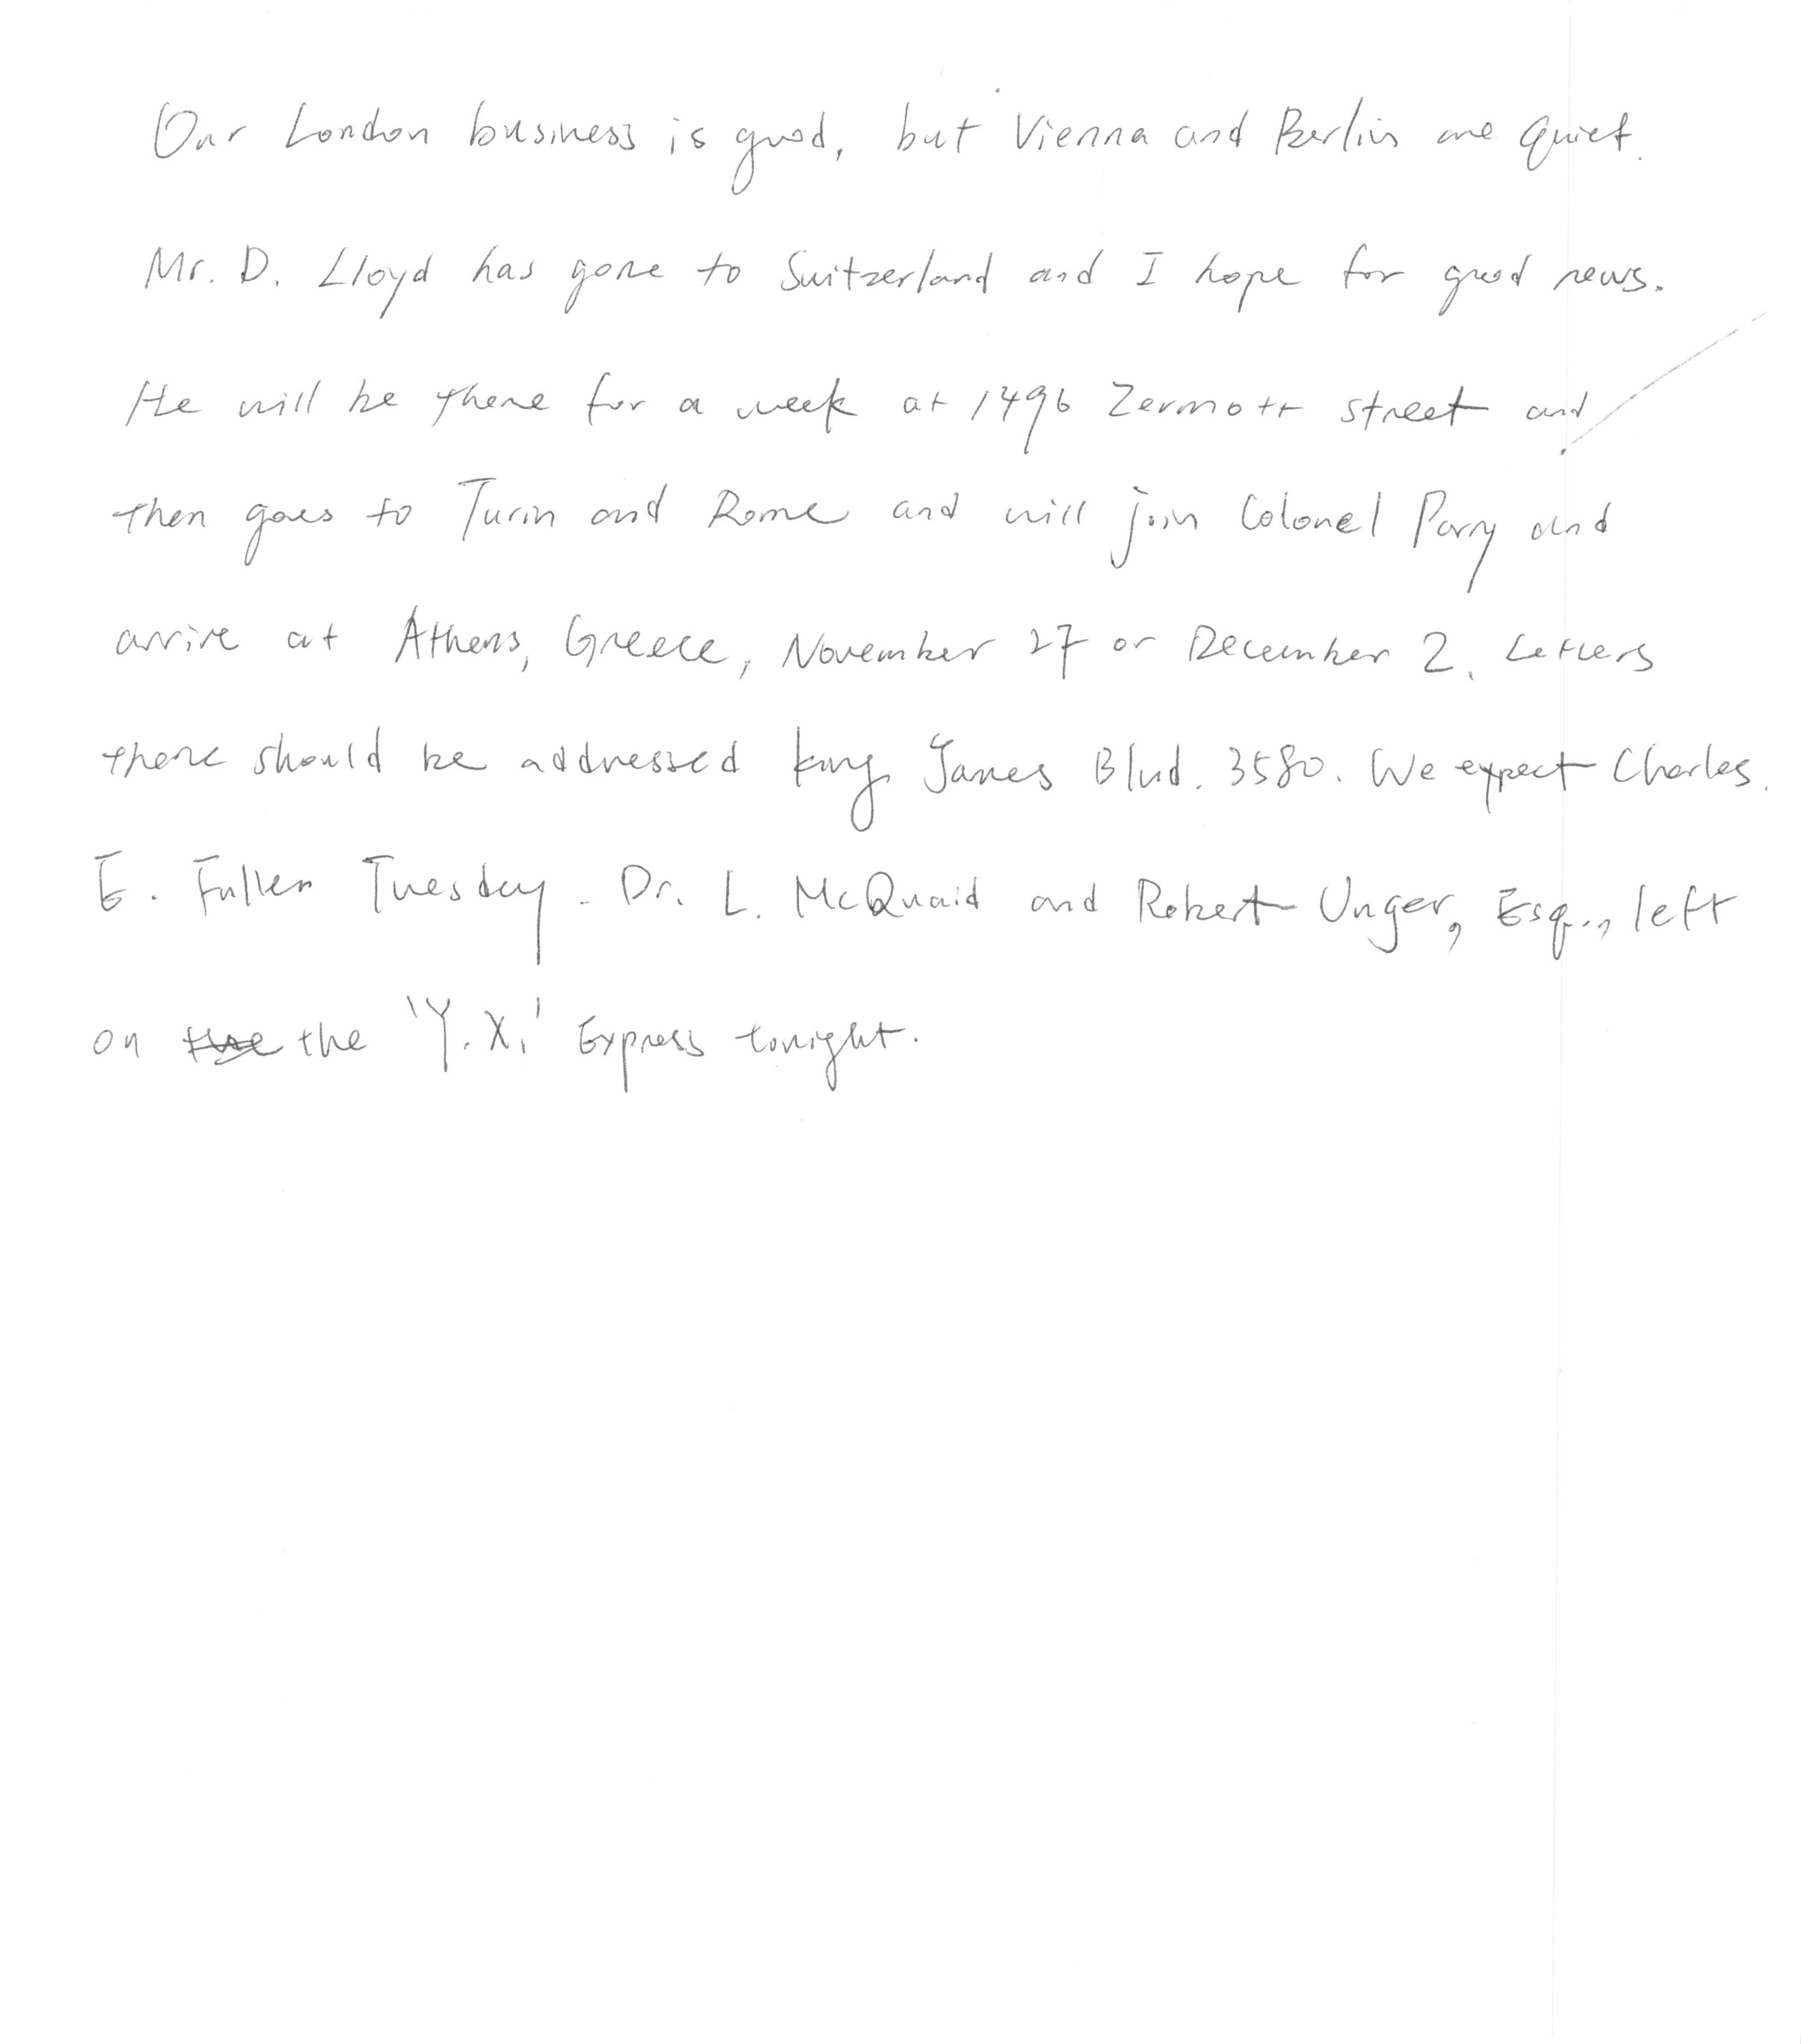 Our London business is good, but Vienna and Berlin are quiet.
Mr. D. Lloyd has gone to Switzerland and I hope for good news.
He will be there for a week at 1496 Zermott street and
then goes to Turin and Rome and will join Colonel Parry and
arrive at Athens, Greece, November 27 or December 2. Letters
there should be addressed king James Blvd. 3580. We expect Charles.
E. Fuller Tuesday. Dr. L. McQuaid and Robert Unger, Esq., left
on the 'Y.X.' Express tonight.